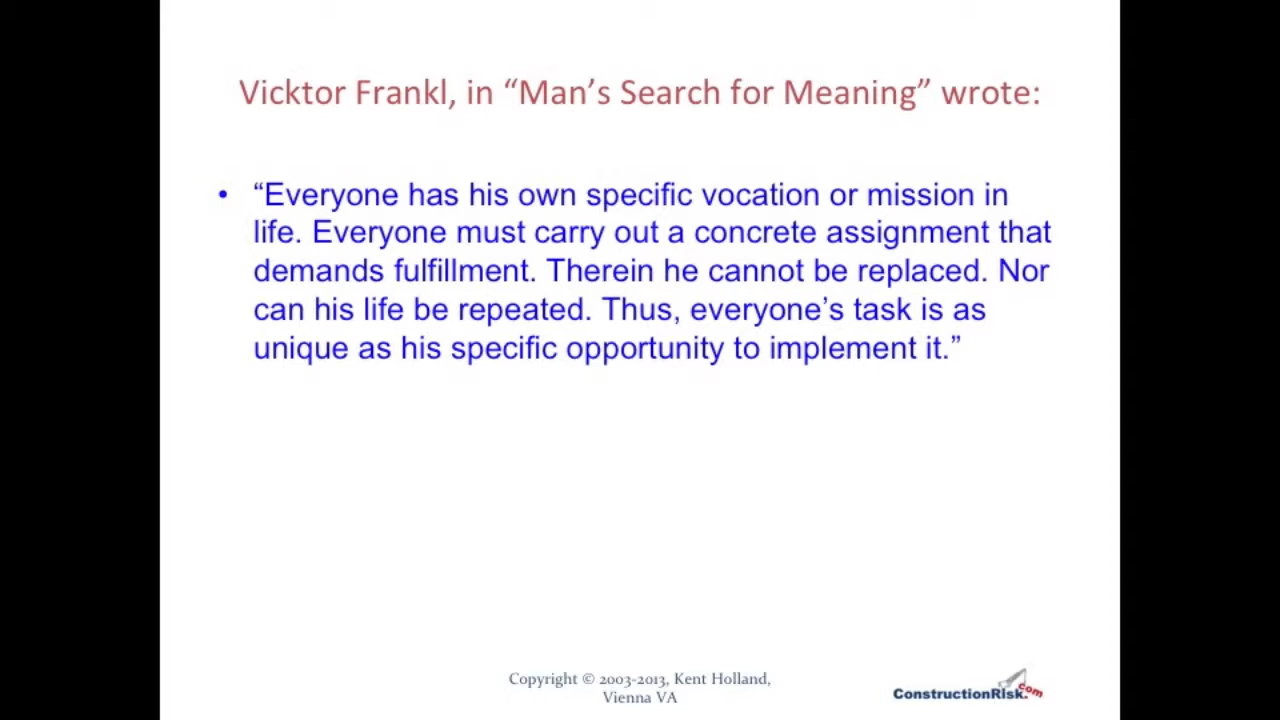 Vicktor Frankl, in “Man’s Search for Meaning” wrote:
• “Everyone has his own specific vocation or mission in
life. Everyone must carry out a concrete assignment that
demands fulfillment. Therein he cannot be replaced. Nor
can his life be repeated. Thus, everyone’s task is as
unique as his specific opportunity to implement it.”
Copyright © 2003-2013, Kent Holland,
Vienna VA
ConstructionRisk.com